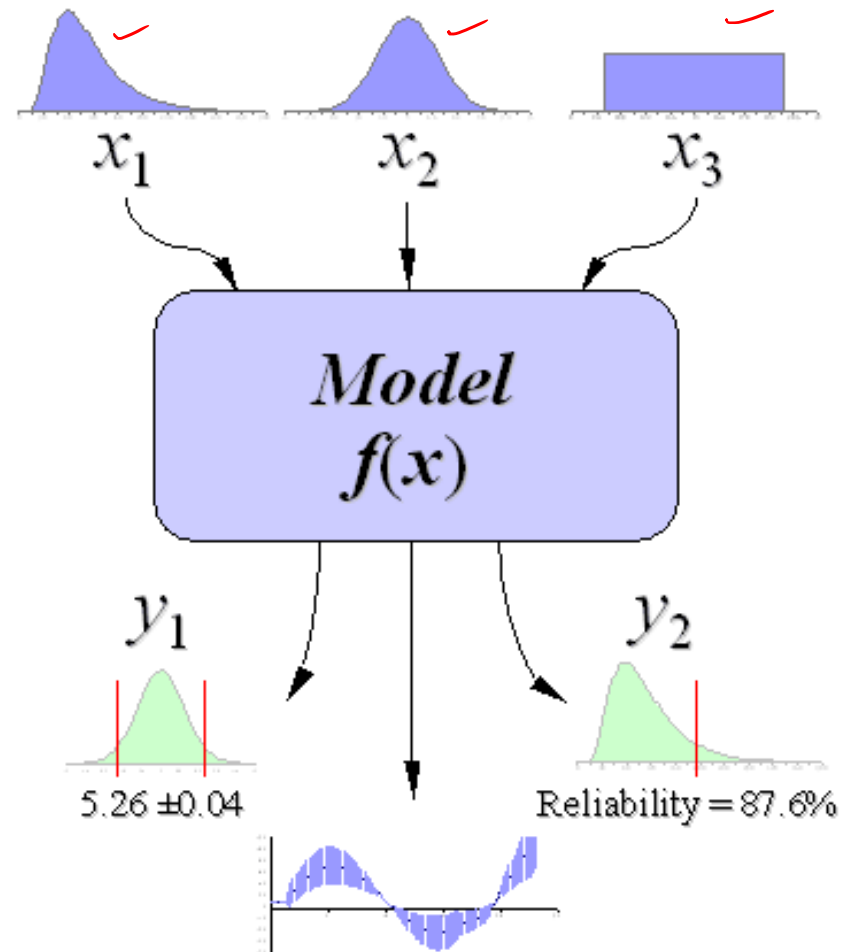 x1 x2 x3
Model
f(x)
y1 y2
5.26 ±0.04 Reliability = 87.6%